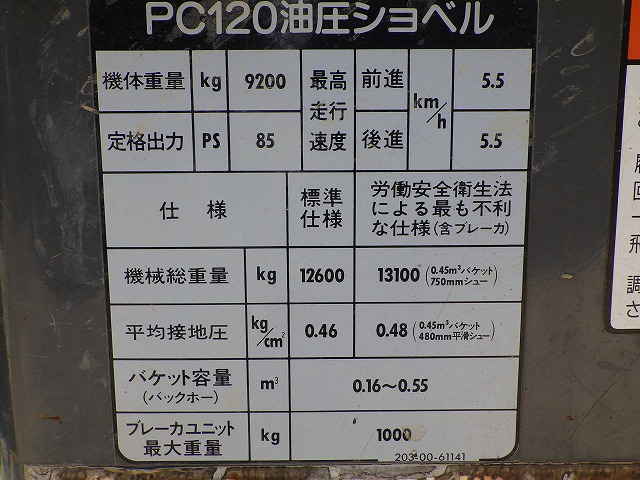 PC120油圧ショベル
機体重量 kg 9200 最高走行速度 前進 km/h 5.5
定格出力 PS 85 後進 5.5
仕様 標準仕様 労働安全衛生法による最も不利な仕様(含ブレーカ)
機械総重量 kg 12600 13100 (0.45m³バケット 750mmシュー)
平均接地圧 kg/cm² 0.46 0.48 (0.45m³バケット 480mm平滑シュー)
バケット容量 (バックホー) m³ 0.16～0.55
ブレーカユニット最大重量 kg 1000
203-00-61141
回
飛
調
さ